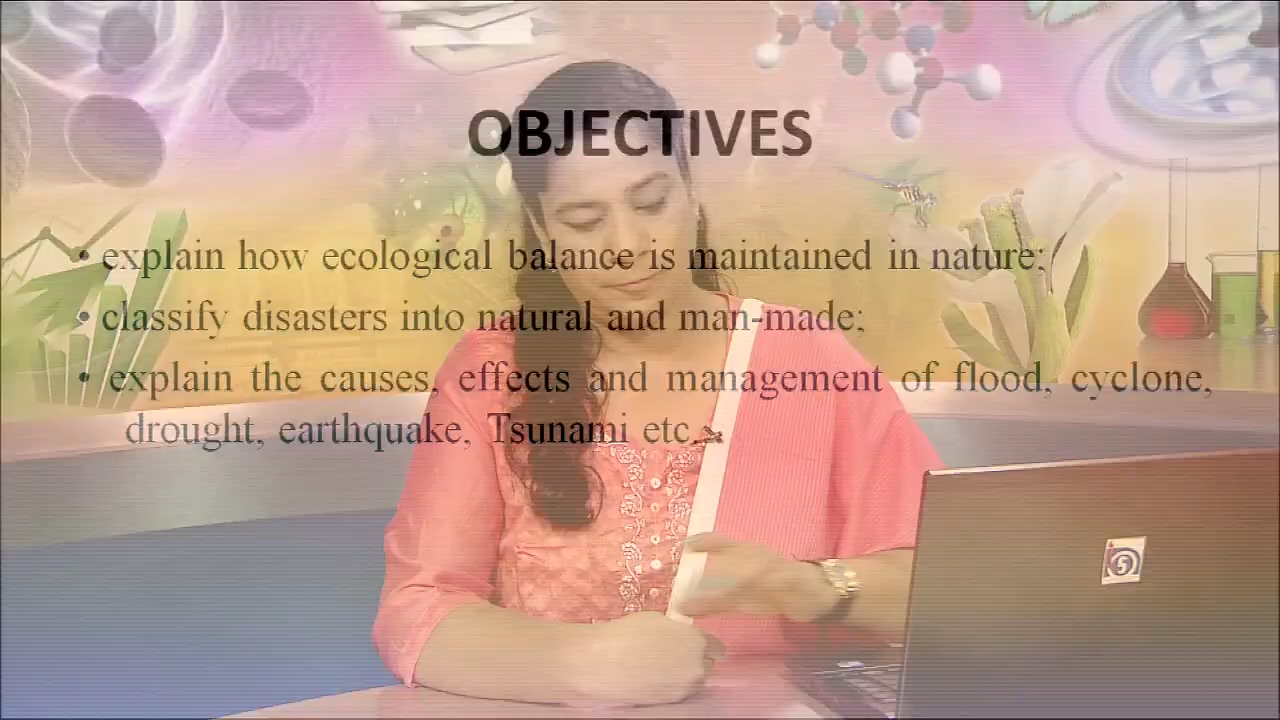 OBJECTIVES
• explain how ecological balance is maintained in nature;
• classify disasters into natural and man-made;
• explain the causes, effects and management of flood, cyclone,
drought, earthquake, Tsunami etc.